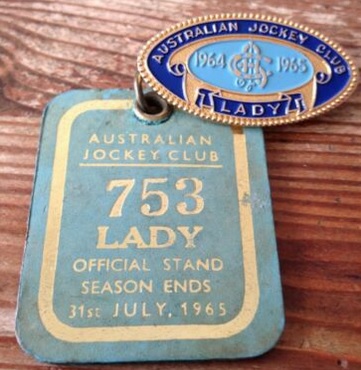 AUSTRALIAN JOCKEY CLUB
1964 1965
LADY
AUSTRALIAN
JOCKEY CLUB
753
LADY
OFFICIAL STAND
SEASON ENDS
31st JULY, 1965